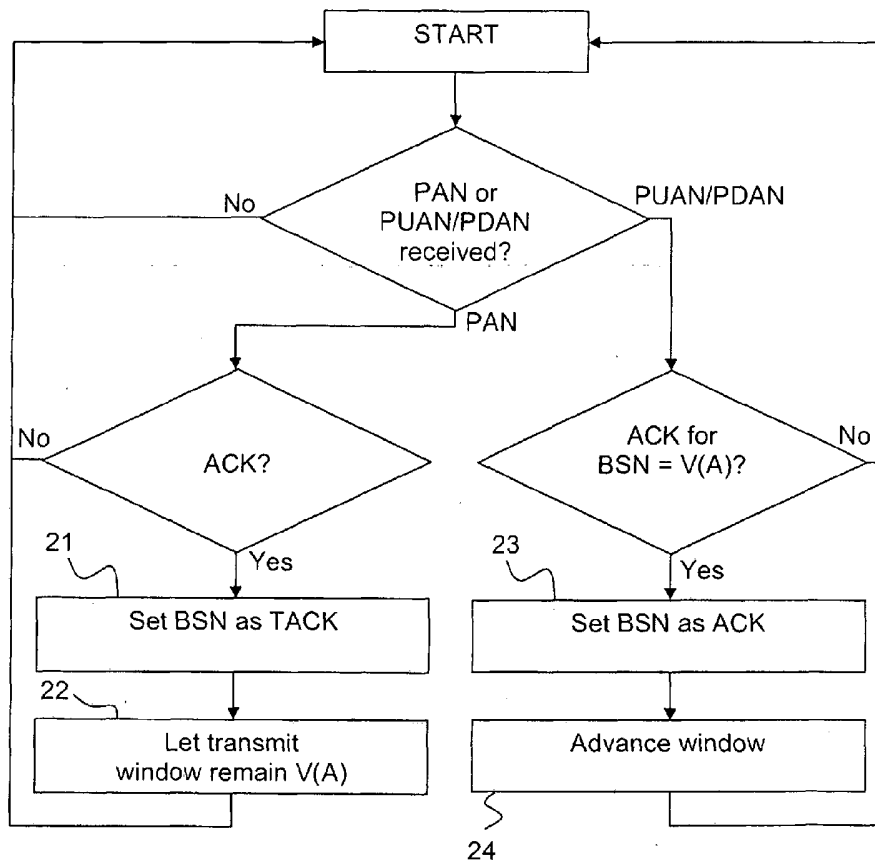 START
PAN or
PUAN/PDAN
received?
No
PUAN/PDAN
PAN
No
ACK?
Yes
ACK for
BSN = V(A)?
No
Yes
21
Set BSN as TACK
23
Set BSN as ACK
22
Let transmit
window remain V(A)
Advance window
24